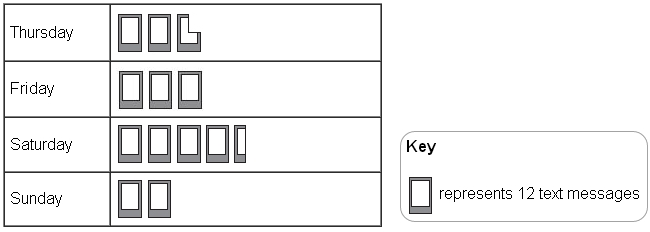 Thursday
Friday
Saturday
Sunday
Key
represents 12 text messages